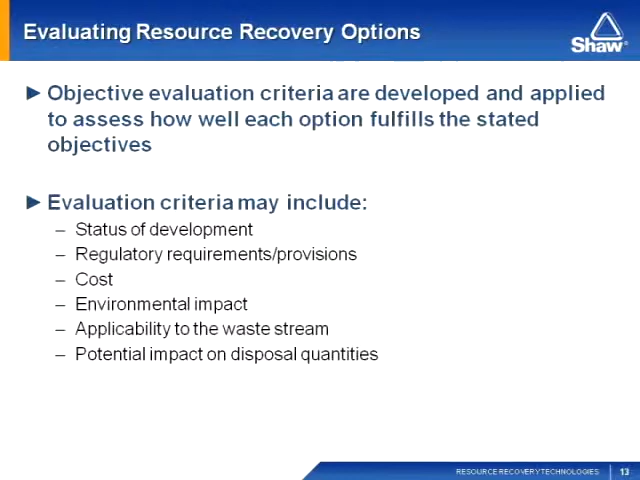 Evaluating Resource Recovery Options
Shaw®
► Objective evaluation criteria are developed and applied
to assess how well each option fulfills the stated
objectives
► Evaluation criteria may include:
– Status of development
– Regulatory requirements/provisions
– Cost
– Environmental impact
– Applicability to the waste stream
– Potential impact on disposal quantities
RESOURCE RECOVERY TECHNOLOGIES 13